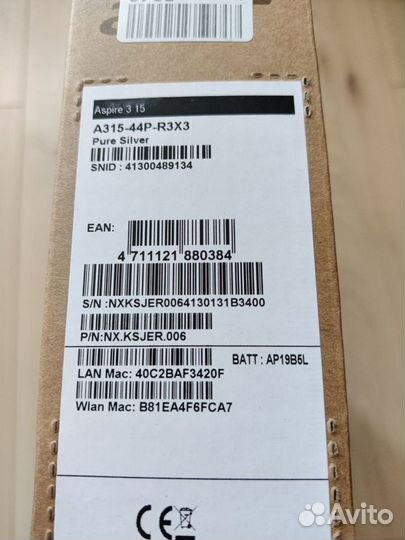 Aspire 3 15
A315-44P-R3X3
Pure Silver
SNID : 41300489134
EAN:
4 711121 880384
S/N :NXKSJER0064130131B3400
P/N:NX.KSJER.006
BATT : AP19B5L
LAN Mac: 40C2BAF3420F
Wlan Mac: B81EA4F6FCA7
CE
Avito